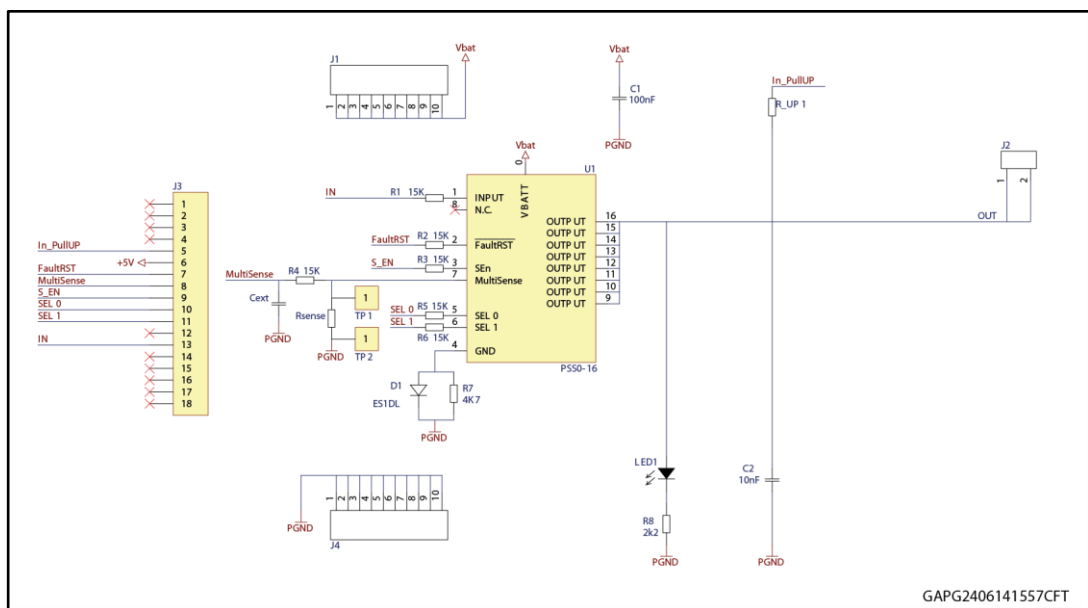 J1
Vbat
1 2 3 4 5 6 7 8 9 10
Vbat
C1
100nF
PGND
In_PullUP
R_UP 1
J2
1 2
OUT
Vbat
0
U1
VBATT
IN
R1 15K
1
INPUT
8
N.C.
FaultRST
R2 15K
2
FaultRST
S_EN
R3 15K
3
SEn
MultiSense
R4 15K
7
MultiSense
SEL 0
R5 15K
5
SEL 0
SEL 1
R6 15K
6
SEL 1
4
GND
OUTP UT 16
OUTP UT 15
OUTP UT 14
OUTP UT 13
OUTP UT 12
OUTP UT 11
OUTP UT 10
OUTP UT 9
PSS0-16
Cext
PGND
Rsense
PGND
1
TP 1
1
TP 2
D1
ES1DL
R7
4K7
PGND
J3
1
2
3
4
In_PullUP 5
+5V 6
FaultRST 7
MultiSense 8
S_EN 9
SEL 0 10
SEL 1 11
12
IN 13
14
15
16
17
18
PGND
1 2 3 4 5 6 7 8 9 10
J4
LED1
R8
2k2
PGND
C2
10nF
PGND
GAPG2406141557CFT